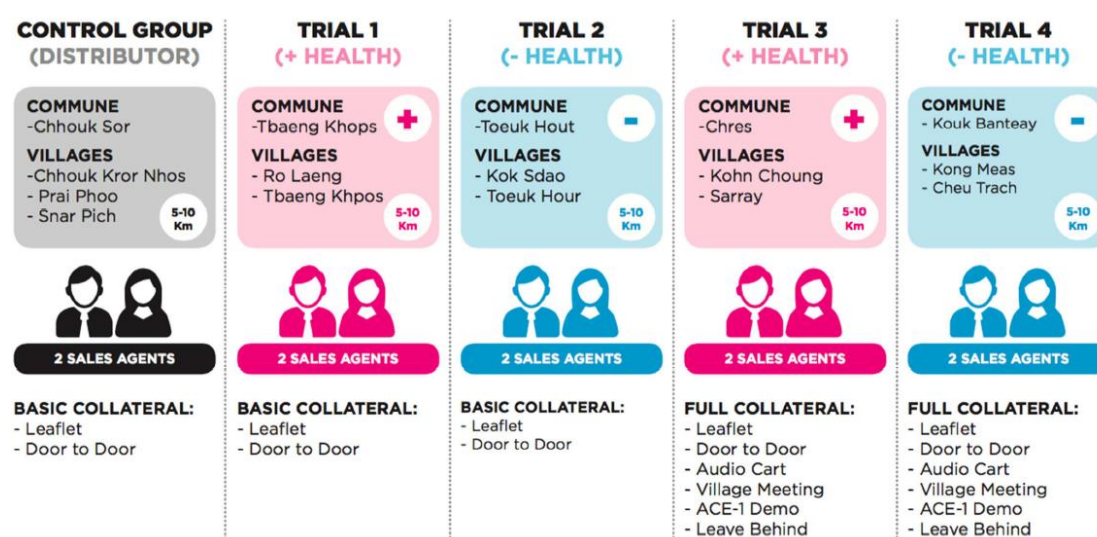 CONTROL GROUP
(DISTRIBUTOR)
COMMUNE
-Chhouk Sor
VILLAGES
-Chhouk Kror Nhos
- Prai Phoo
- Snar Pich
5-10
Km
2 SALES AGENTS
BASIC COLLATERAL:
- Leaflet
- Door to Door
TRIAL 1
(+ HEALTH)
COMMUNE
-Tbaeng Khops
+
VILLAGES
- Ro Laeng
- Tbaeng Khpos
5-10
Km
2 SALES AGENTS
BASIC COLLATERAL:
- Leaflet
- Door to Door
TRIAL 2
(- HEALTH)
COMMUNE
-Toeuk Hout
-
VILLAGES
- Kok Sdao
- Toeuk Hour
5-10
Km
2 SALES AGENTS
BASIC COLLATERAL:
- Leaflet
- Door to Door
TRIAL 3
(+ HEALTH)
COMMUNE
-Chres
+
VILLAGES
- Kohn Choung
- Sarray
5-10
Km
2 SALES AGENTS
FULL COLLATERAL:
- Leaflet
- Door to Door
- Audio Cart
- Village Meeting
- ACE-1 Demo
- Leave Behind
TRIAL 4
(- HEALTH)
COMMUNE
- Kouk Banteay
-
VILLAGES
- Kong Meas
- Cheu Trach
5-10
Km
2 SALES AGENTS
FULL COLLATERAL:
- Leaflet
- Door to Door
- Audio Cart
- Village Meeting
- ACE-1 Demo
- Leave Behind